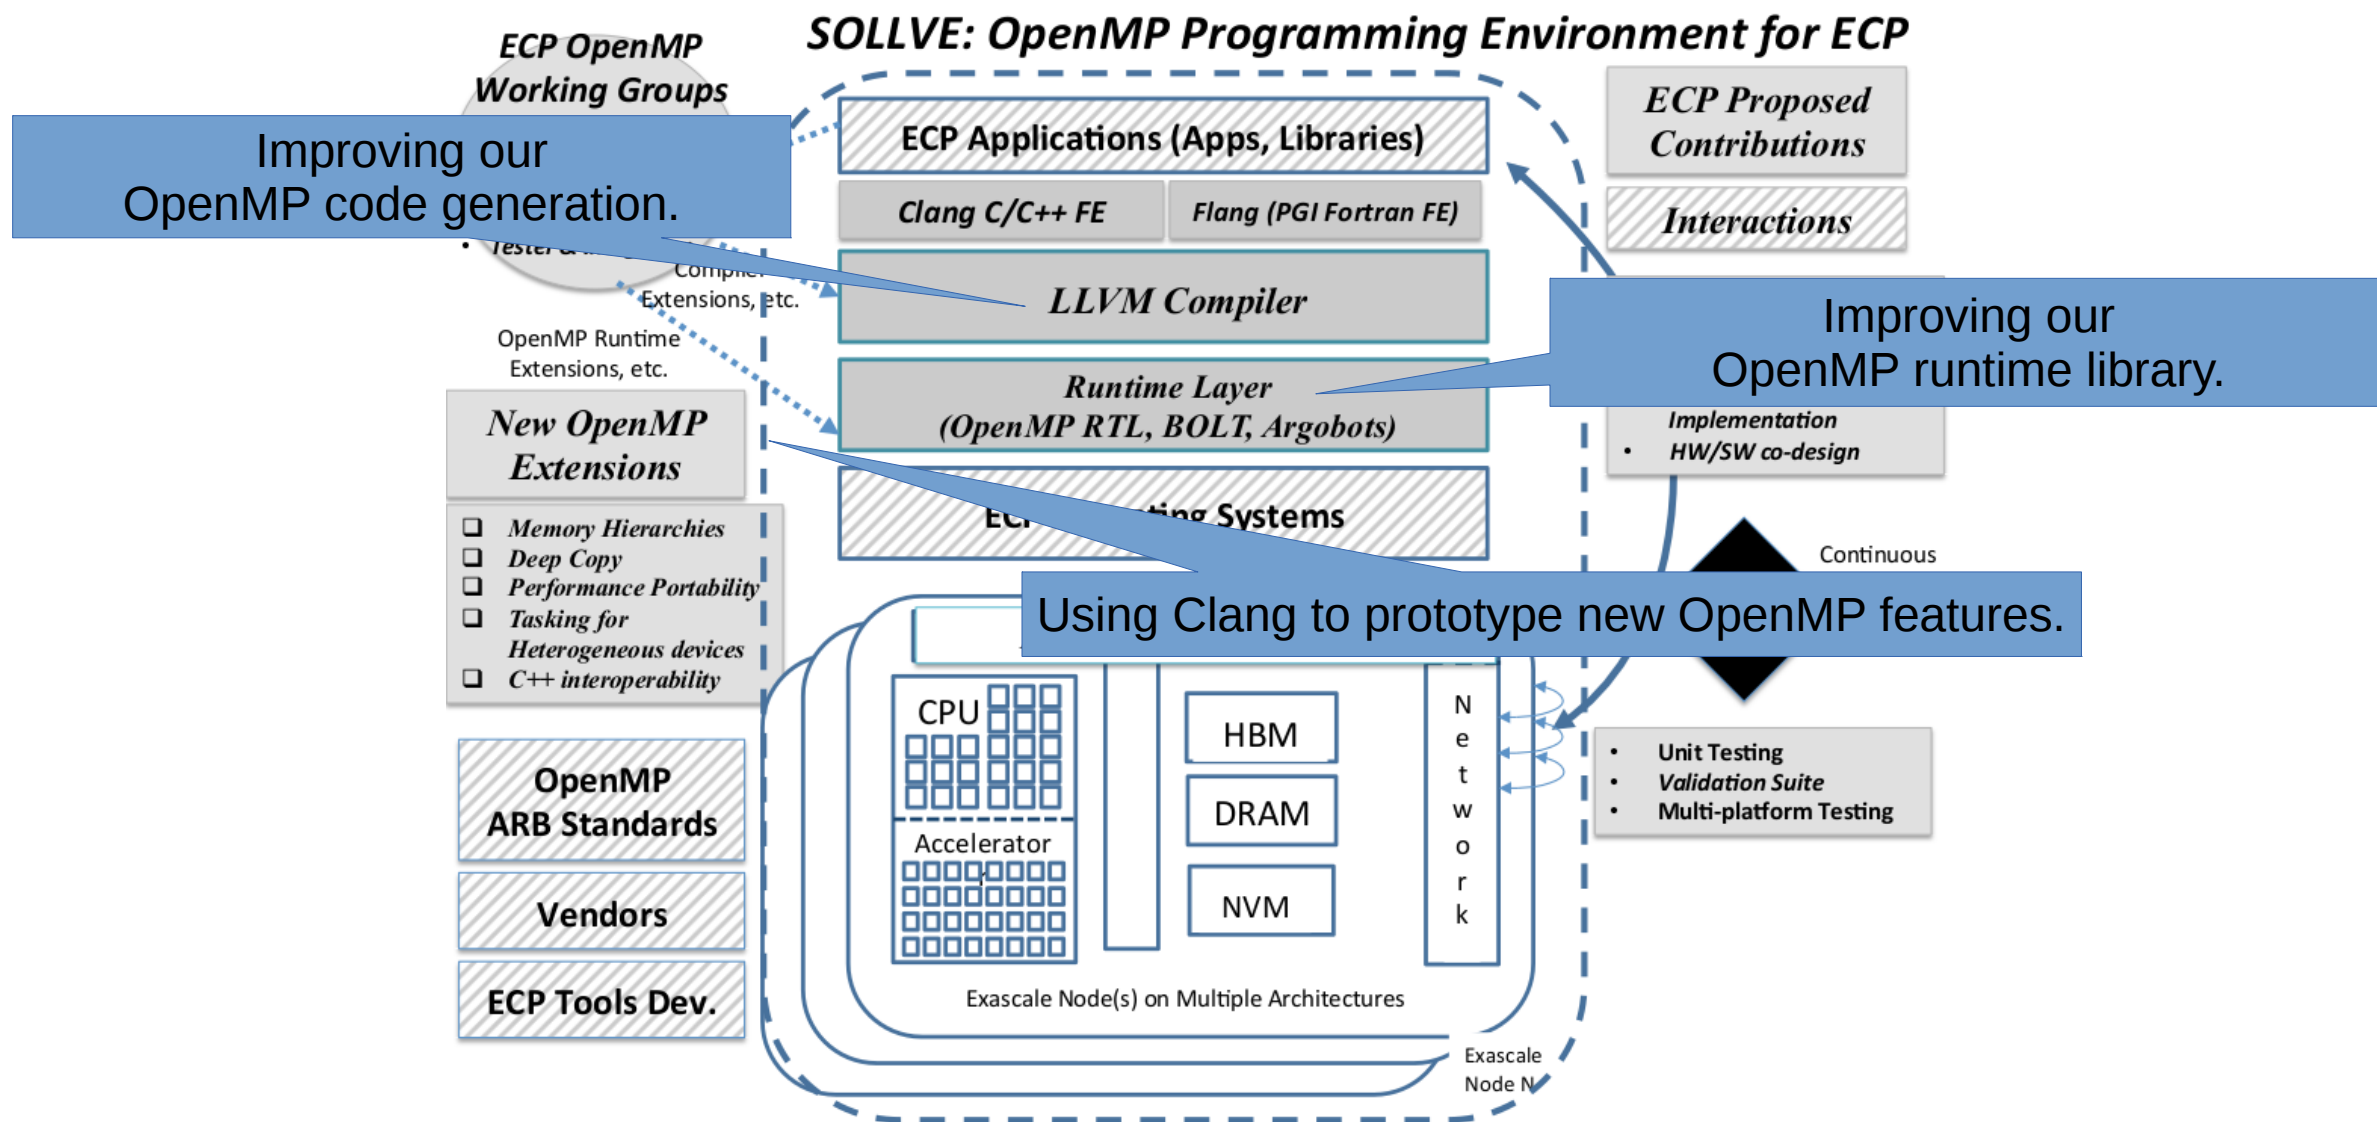 SOLLVE: OpenMP Programming Environment for ECP
ECP OpenMP
Working Groups
Improving our
OpenMP code generation.
•
Extensions, etc.
OpenMP Runtime
Extensions, etc.
New OpenMP
Extensions
❑ Memory Hierarchies
❑ Deep Copy
❑ Performance Portability
❑ Tasking for
Heterogeneous devices
❑ C++ interoperability
OpenMP
ARB Standards
Vendors
ECP Tools Dev.
ECP Applications (Apps, Libraries)
Clang C/C++ FE
Flang (PGI Fortran FE)
LLVM Compiler
Runtime Layer
(OpenMP RTL, BOLT, Argobots)
Systems
Using Clang to prototype new OpenMP features.
CPU
Accelerator
HBM
DRAM
NVM
Network
Exascale Node(s) on Multiple Architectures
Exascale
Node N
ECP Proposed
Contributions
Interactions
Improving our
OpenMP runtime library.
Implementation
• HW/SW co-design
Continuous
• Unit Testing
• Validation Suite
• Multi-platform Testing